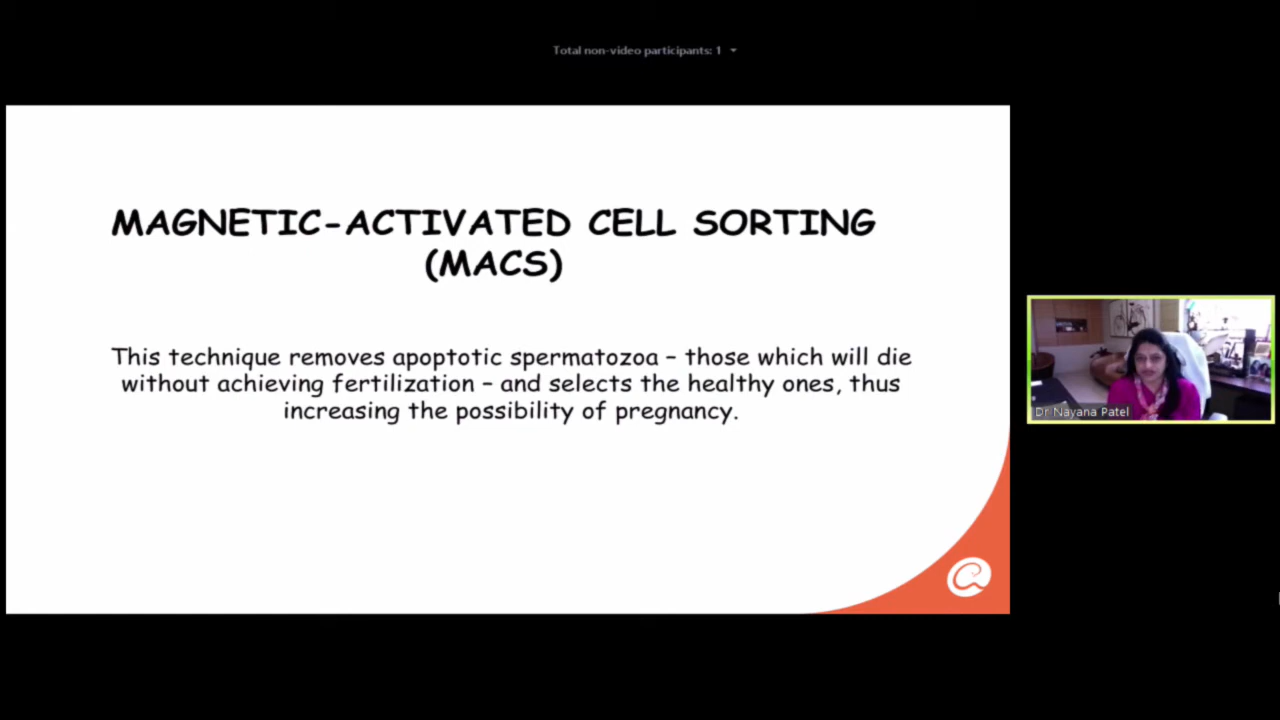 Total non-video participants: 1
MAGNETIC-ACTIVATED CELL SORTING
(MACS)
This technique removes apoptotic spermatozoa – those which will die
without achieving fertilization – and selects the healthy ones, thus
increasing the possibility of pregnancy.
Dr Nayana Patel